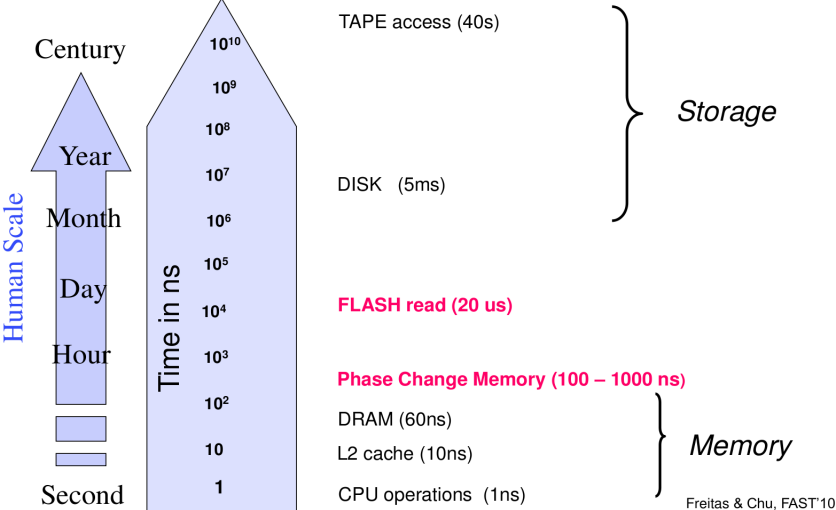 Human Scale
Century
Year
Month
Day
Hour
Second
Time in ns
10¹⁰
10⁹
10⁸
10⁷
10⁶
10⁵
10⁴
10³
10²
10
1
TAPE access (40s)
DISK (5ms)
FLASH read (20 us)
Phase Change Memory (100 – 1000 ns)
DRAM (60ns)
L2 cache (10ns)
CPU operations (1ns)
Storage
Memory
Freitas & Chu, FAST'10